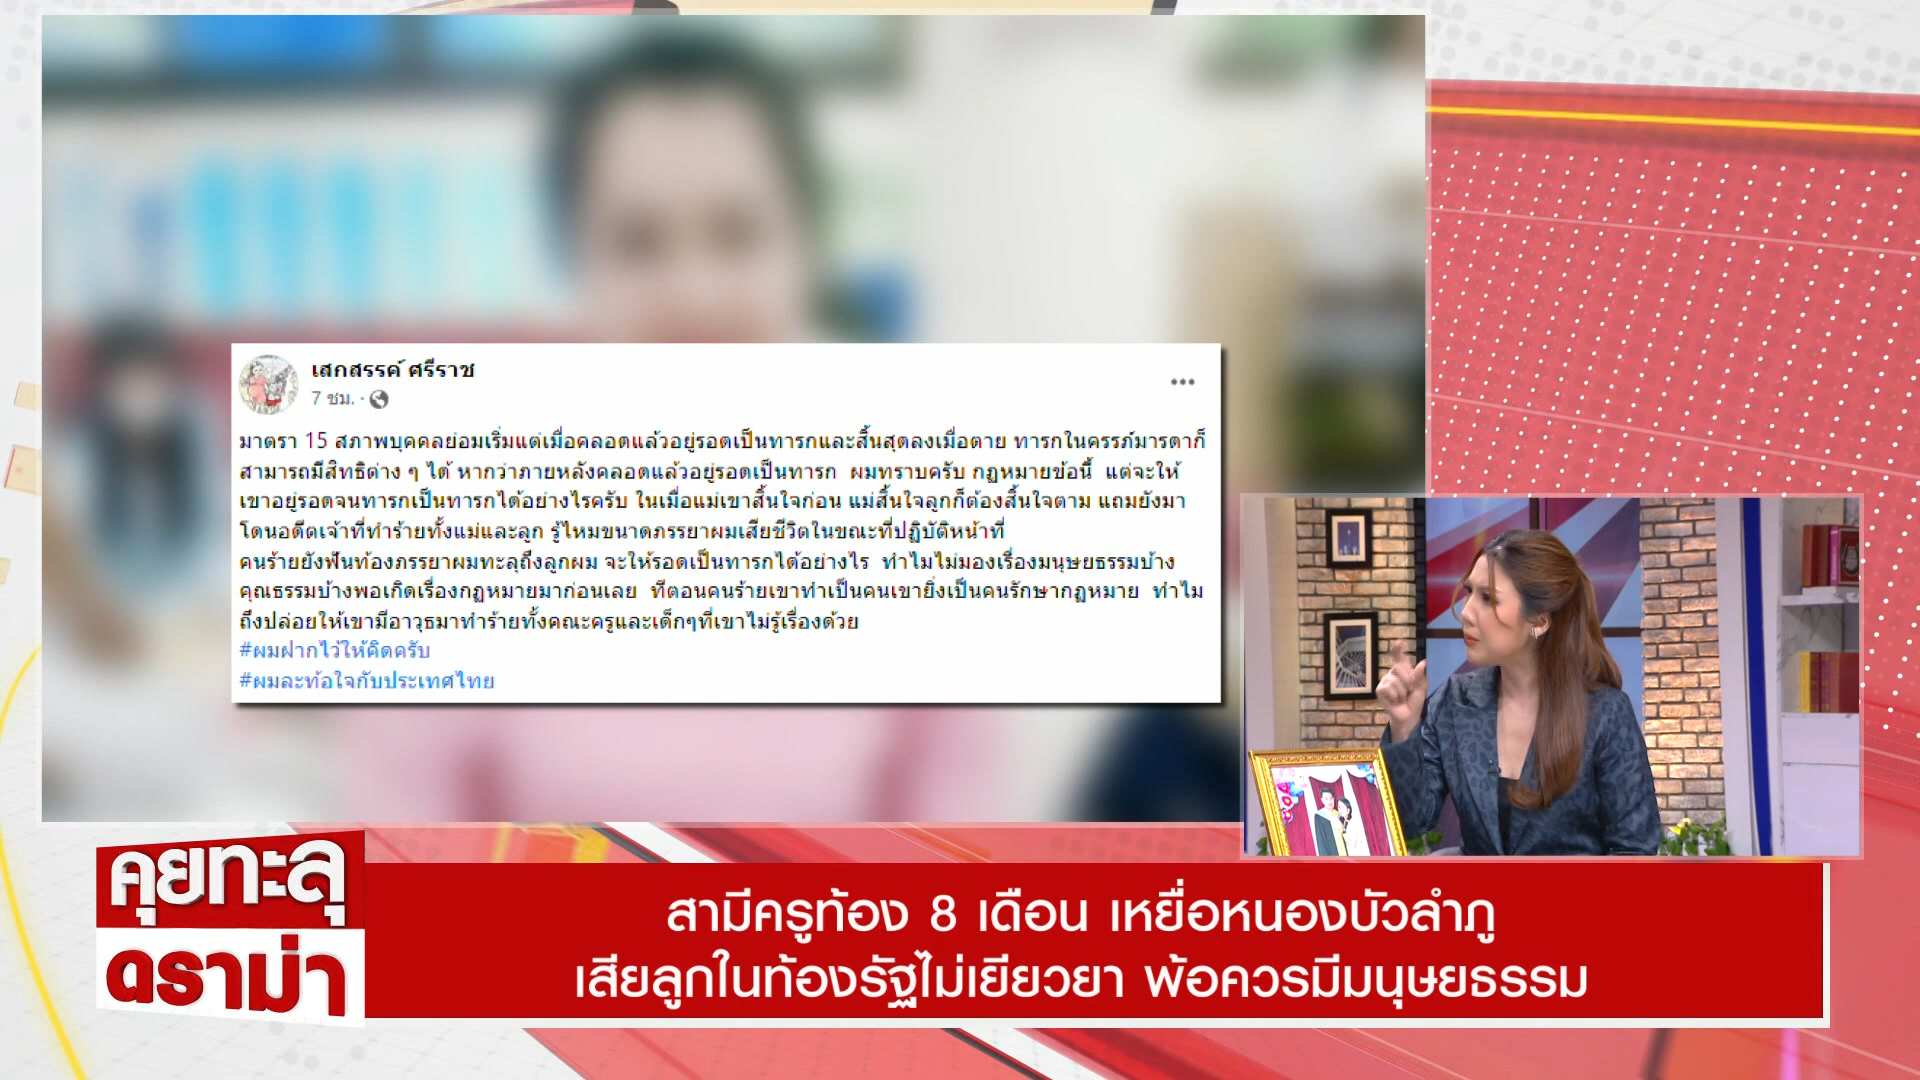 เสกสรรค์ ศรีราช
7 ชม. ·
มาตรา 15 สภาพบุคคลย่อมเริ่มแต่เมื่อคลอดแล้วอยู่รอดเป็นทารกและสิ้นสุดลงเมื่อตาย ทารกในครรภ์มารดาก็
สามารถมีสิทธิต่าง ๆ ได้ หากว่าภายหลังคลอดแล้วอยู่รอดเป็นทารก ผมทราบครับ กฏหมายข้อนี้ แต่จะให้
เขาอยู่รอดจนทารกเป็นทารกได้อย่างไรครับ ในเมื่อแม่เขาสิ้นใจก่อน แม่สิ้นใจลูกก็ต้องสิ้นใจตาม แถมยังมา
โดนอดีตเจ้าที่ทำร้ายทั้งแม่และลูก รู้ไหมขนาดภรรยาผมเสียชีวิตในขณะที่ปฏิบัติหน้าที่
คนร้ายยังฟันท้องภรรยาผมทะลุถึงลูกผม จะให้รอดเป็นทารกได้อย่างไร ทำไมไม่มองเรื่องมนุษยธรรมบ้าง
คุณธรรมบ้างพอเกิดเรื่องกฏหมายมาก่อนเลย ทีตอนคนร้ายเขาทำเป็นคนเขายิ่งเป็นคนรักษากฏหมาย ทำไม
ถึงปล่อยให้เขามีอาวุธมาทำร้ายทั้งคณะครูและเด็กๆที่เขาไม่รู้เรื่องด้วย
#ผมฝากไว้ให้คิดครับ
#ผมละท้อใจกับประเทศไทย
คุยทะลุ
ดราม่า
สามีครูท้อง 8 เดือน เหยื่อหนองบัวลำภู
เสียลูกในท้องรัฐไม่เยียวยา พ้อควรมีมนุษยธรรม